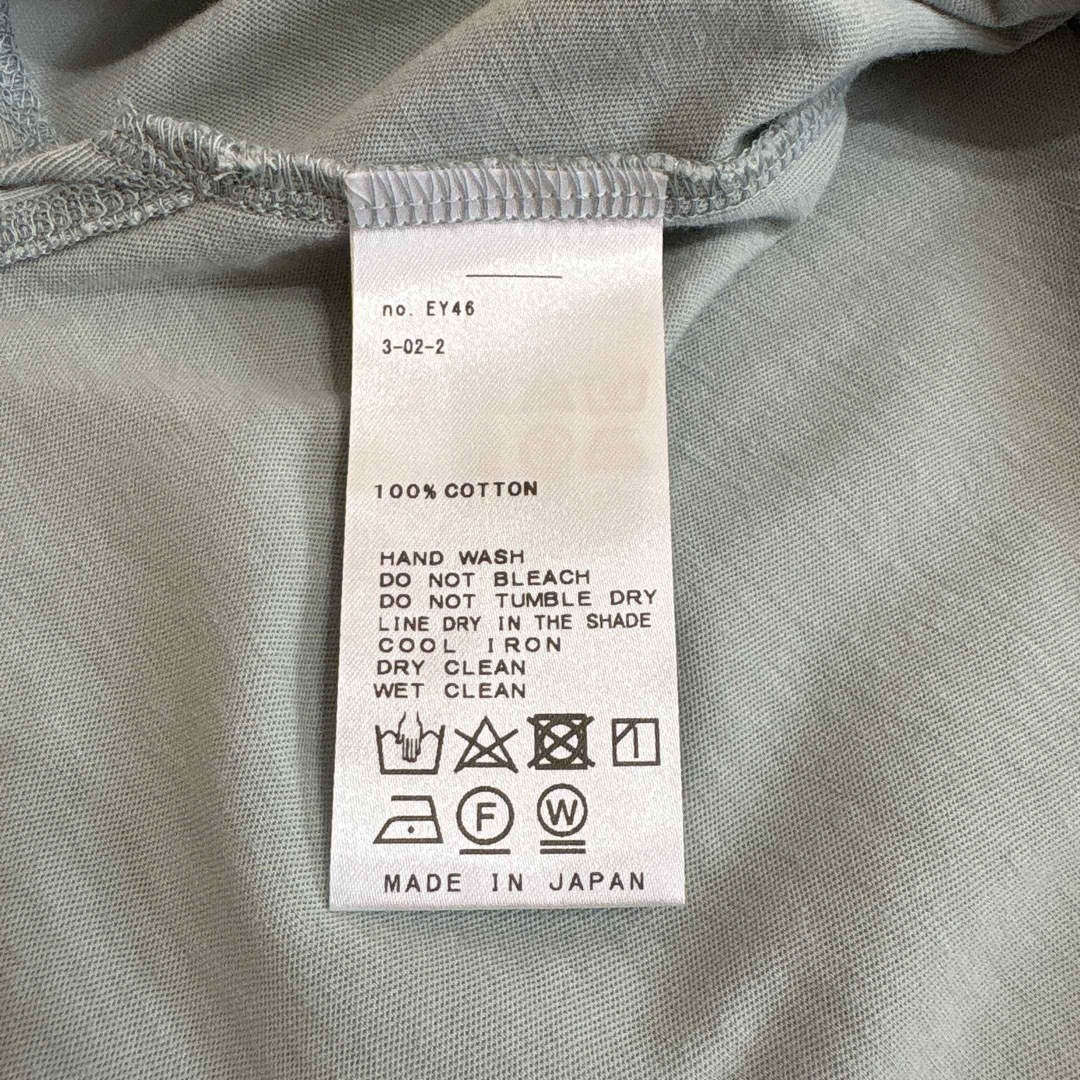 no. EY46
3-02-2
100% COTTON
HAND WASH
DO NOT BLEACH
DO NOT TUMBLE DRY
LINE DRY IN THE SHADE
COOL IRON
DRY CLEAN
WET CLEAN
F W
MADE IN JAPAN